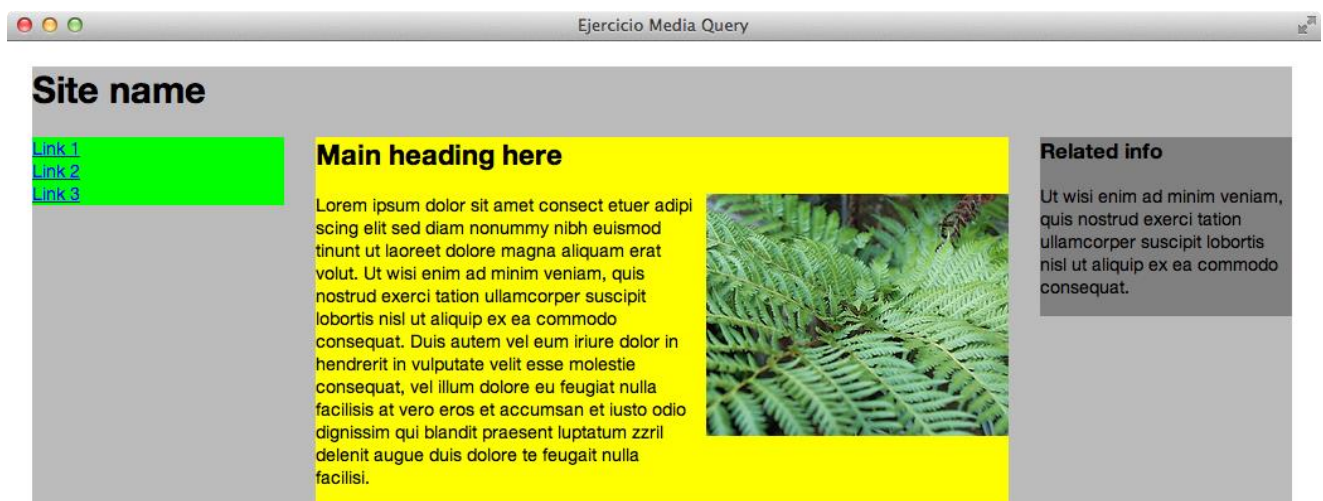 Ejercicio Media Query
Site name
Link 1
Link 2
Link 3
Main heading here
Lorem ipsum dolor sit amet consect etuer adipi
scing elit sed diam nonummy nibh euismod
tinunt ut laoreet dolore magna aliquam erat
volut. Ut wisi enim ad minim veniam, quis
nostrud exerci tation ullamcorper suscipit
lobortis nisl ut aliquip ex ea commodo
consequat. Duis autem vel eum iriure dolor in
hendrerit in vulputate velit esse molestie
consequat, vel illum dolore eu feugiat nulla
facilisis at vero eros et accumsan et iusto odio
dignissim qui blandit praesent luptatum zzril
delenit augue duis dolore te feugait nulla
facilisi.
Related info
Ut wisi enim ad minim veniam,
quis nostrud exerci tation
ullamcorper suscipit lobortis
nisl ut aliquip ex ea commodo
consequat.